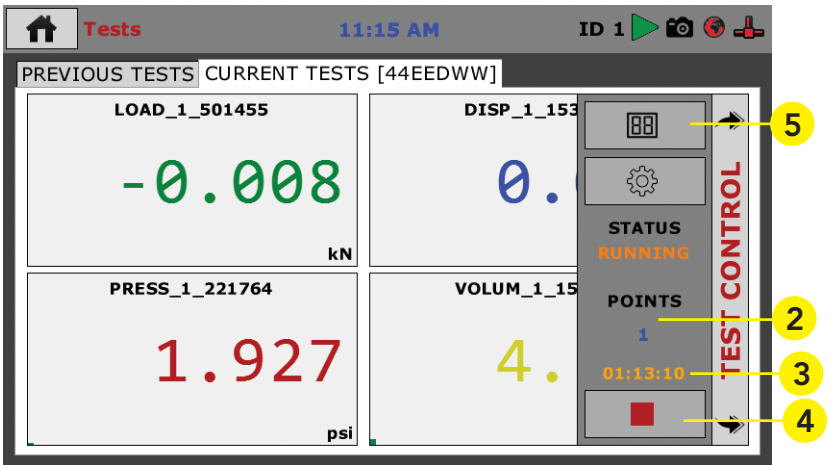 Tests 11:15 AM ID 1
PREVIOUS TESTS CURRENT TESTS [44EEDWW]
LOAD_1_501455
-0.008
kN
DISP_1_153
0.
PRESS_1_221764
1.927
psi
VOLUM_1_15
4.
88
STATUS
RUNNING
POINTS
1
01:13:10
TEST CONTROL
5
2
3
4